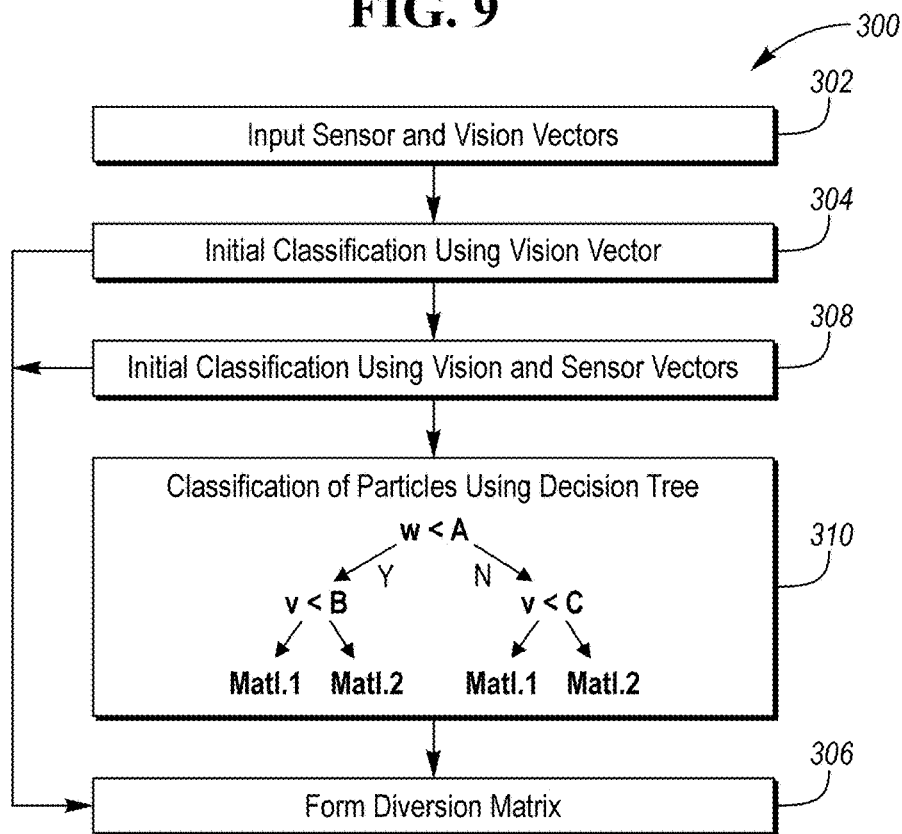 FIG. 9
300
302
Input Sensor and Vision Vectors
304
Initial Classification Using Vision Vector
308
Initial Classification Using Vision and Sensor Vectors
Classification of Particles Using Decision Tree
w < A
310
Y N
v < B v < C
Matl.1 Matl.2 Matl.1 Matl.2
306
Form Diversion Matrix